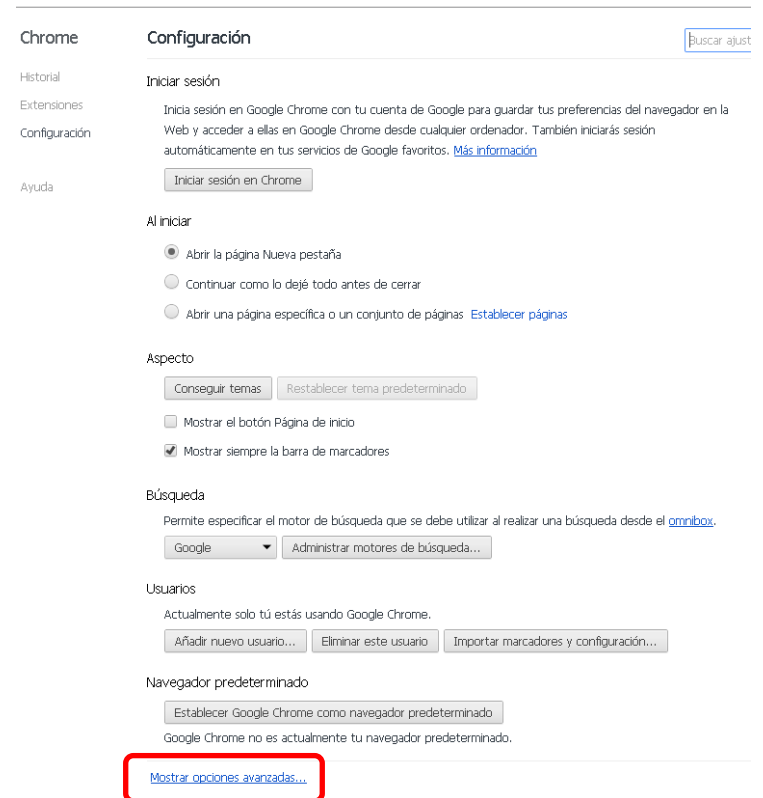 Chrome
Configuración
Buscar ajust
Historial
Extensiones
Configuración
Ayuda
Iniciar sesión
Inicia sesión en Google Chrome con tu cuenta de Google para guardar tus preferencias del navegador en la
Web y acceder a ellas en Google Chrome desde cualquier ordenador. También iniciarás sesión
automáticamente en tus servicios de Google favoritos. Más información
Iniciar sesión en Chrome
Al iniciar
Abrir la página Nueva pestaña
Continuar como lo dejé todo antes de cerrar
Abrir una página específica o un conjunto de páginas Establecer páginas
Aspecto
Conseguir temas Restablecer tema predeterminado
Mostrar el botón Página de inicio
Mostrar siempre la barra de marcadores
Búsqueda
Permite especificar el motor de búsqueda que se debe utilizar al realizar una búsqueda desde el omnibox.
Google Administrar motores de búsqueda...
Usuarios
Actualmente solo tú estás usando Google Chrome.
Añadir nuevo usuario... Eliminar este usuario Importar marcadores y configuración...
Navegador predeterminado
Establecer Google Chrome como navegador predeterminado
Google Chrome no es actualmente tu navegador predeterminado.
Mostrar opciones avanzadas...